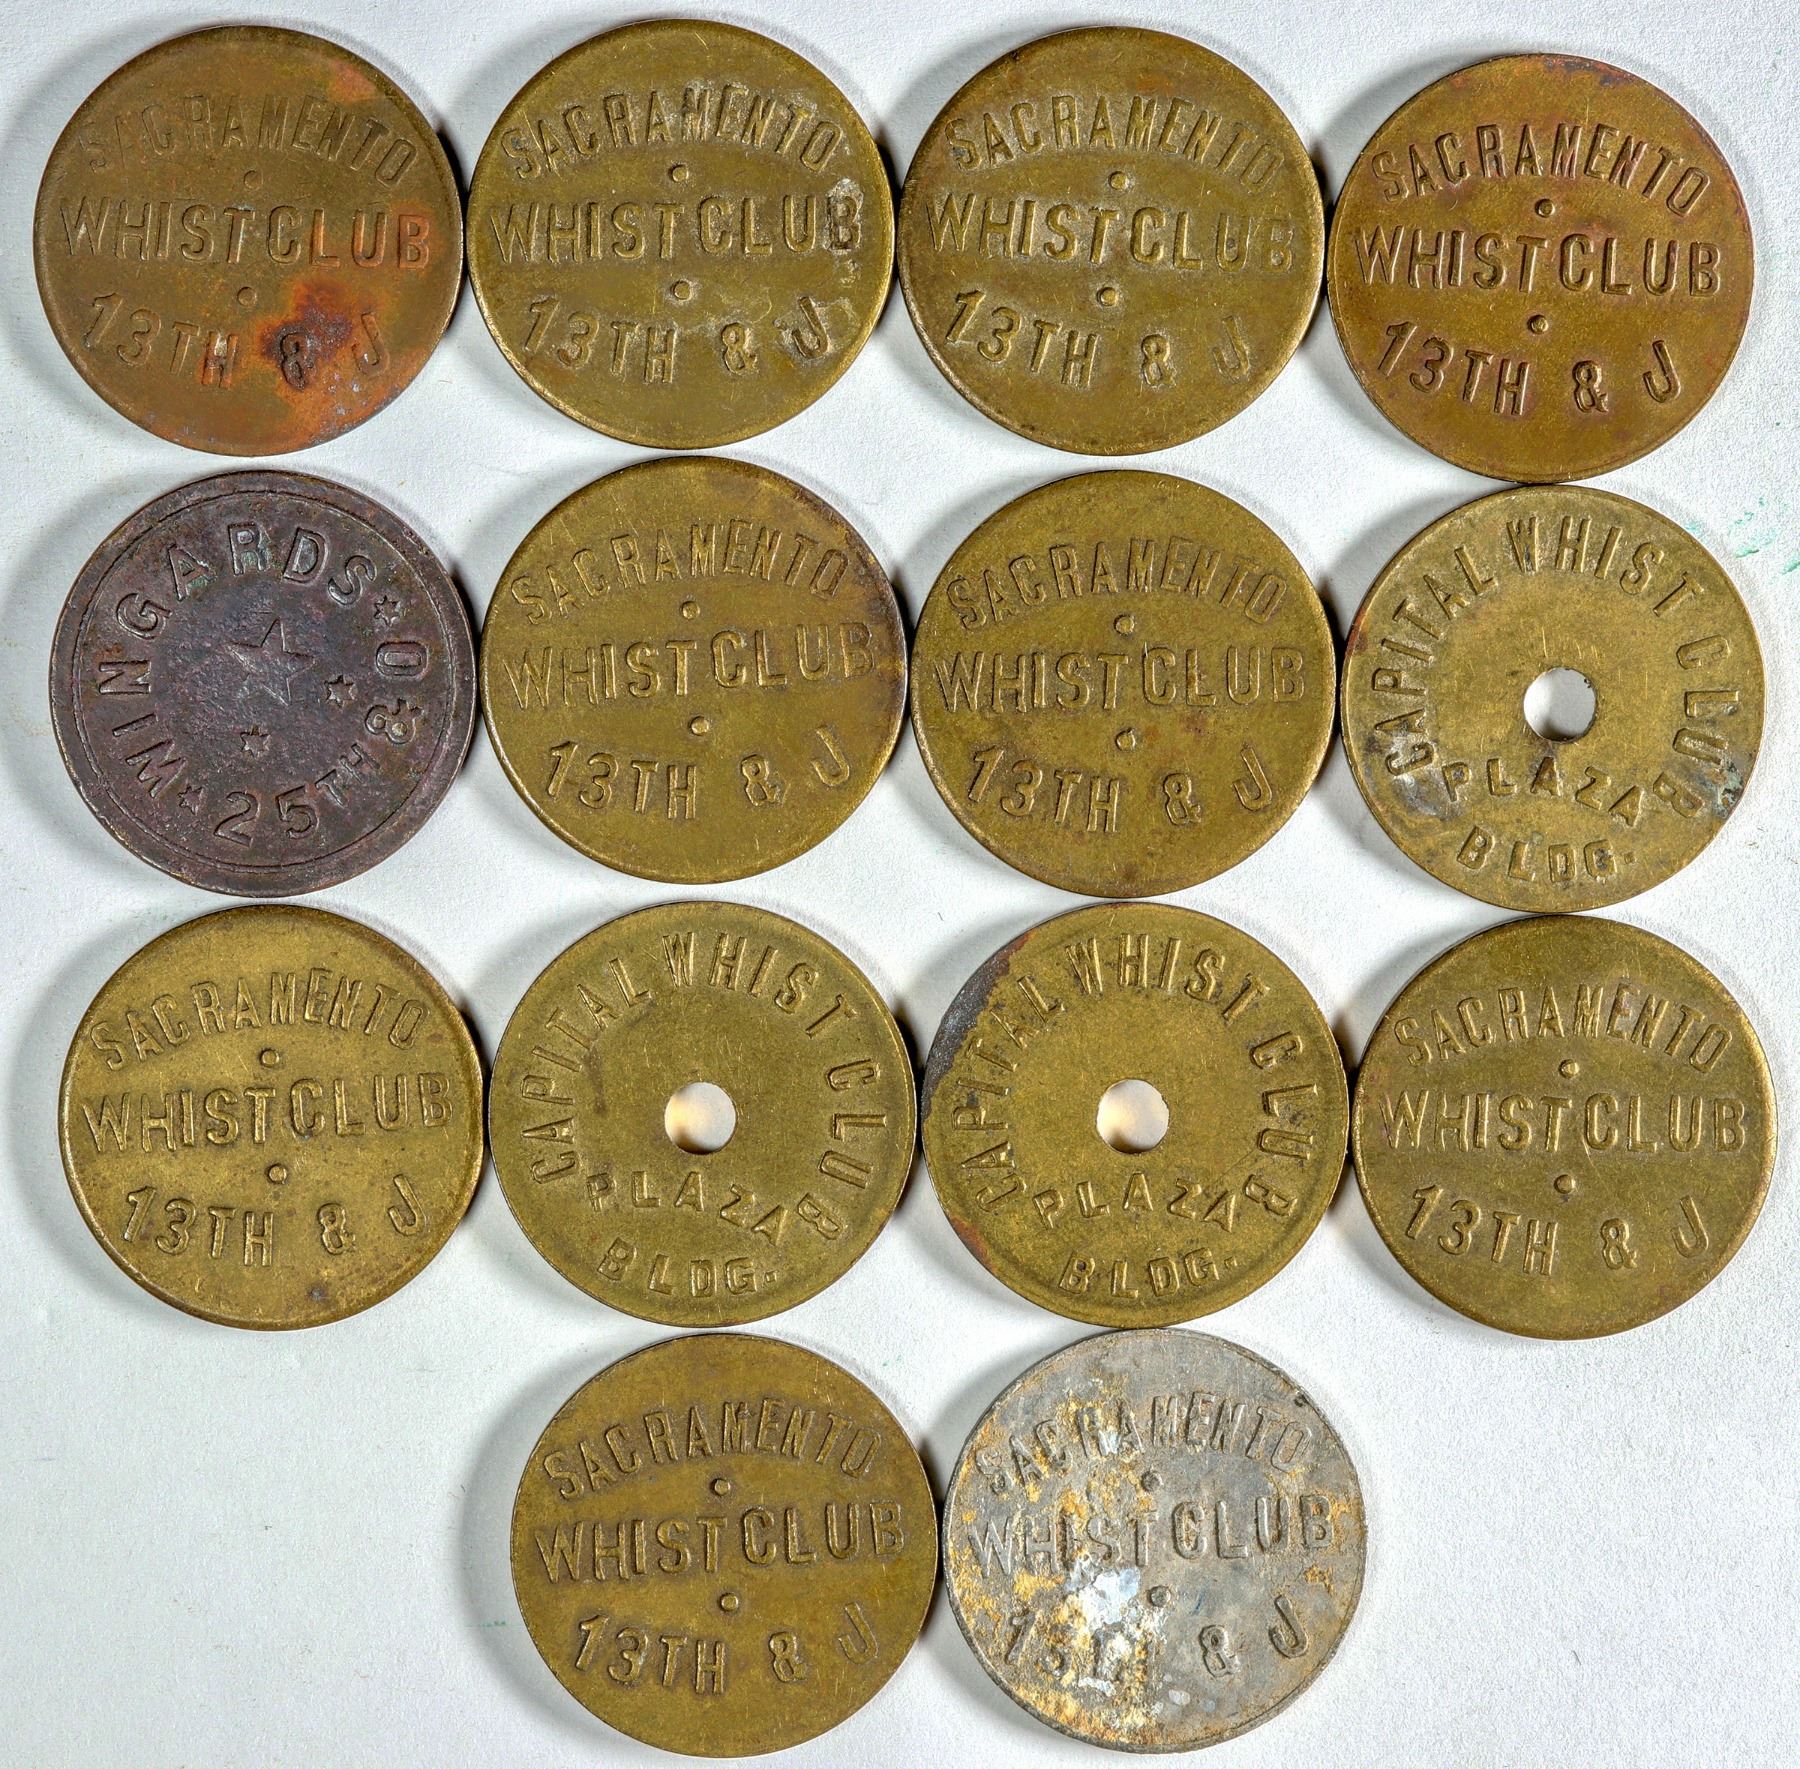 SACRAMENTO
WHIST CLUB
13TH & J
SACRAMENTO
WHIST CLUB
13TH & J
SACRAMENTO
WHIST CLUB
13TH & J
SACRAMENTO
WHIST CLUB
13TH & J
WINGARDS
25TH & O
SACRAMENTO
WHIST CLUB
13TH & J
SACRAMENTO
WHIST CLUB
13TH & J
CAPITAL WHIST CLUB
PLAZA
BLDG.
SACRAMENTO
WHIST CLUB
13TH & J
CAPITAL WHIST CLUB
PLAZA
BLDG.
CAPITAL WHIST CLUB
PLAZA
BLDG.
SACRAMENTO
WHIST CLUB
13TH & J
SACRAMENTO
WHIST CLUB
13TH & J
SACRAMENTO
WHIST CLUB
& J